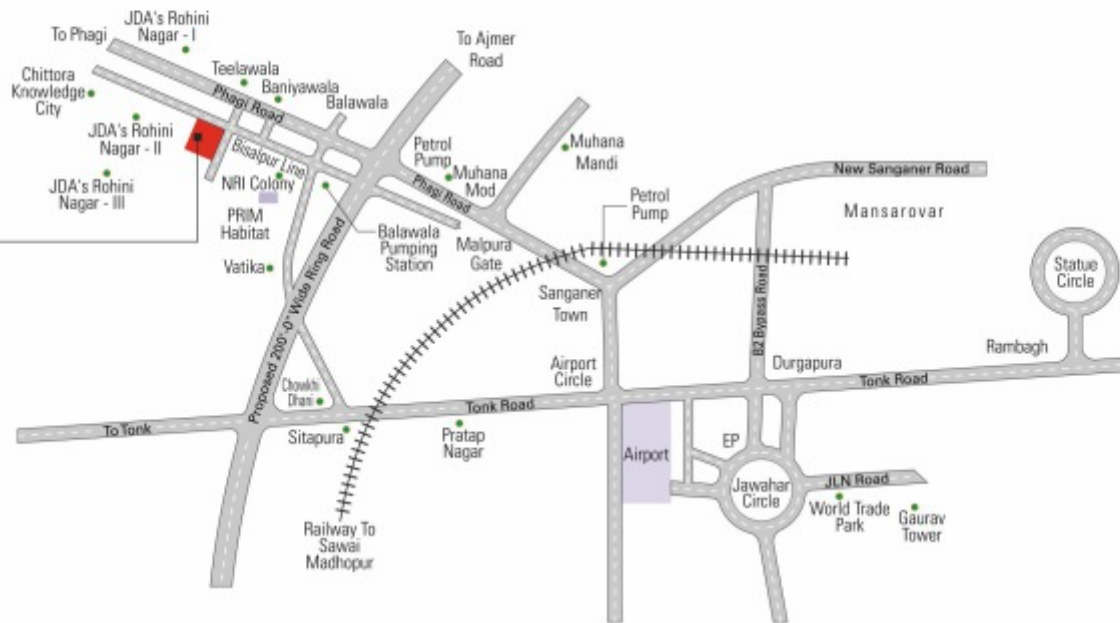 JDA's Rohini
Nagar - I
To Phagi
To Ajmer
Road
Teelawala
Chittora
Knowledge
City
Baniyawala
Phagi Road
Balawala
JDA's Rohini
Nagar - II
Bisalpur Line
Petrol
Pump
Muhana
Mandi
JDA's Rohini
Nagar - III
NRI Colony
Muhana
Mod
Phagi Road
New Sanganer Road
Petrol
Pump
PRIM
Habitat
Mansarovar
Balawala
Pumping
Station
Malpura
Gate
Vatika
Statue
Circle
Sanganer
Town
Proposed 200'-0" Wide Ring Road
B2 Bypass Road
Rambagh
Airport
Circle
Durgapura
Chowkhi
Dhani
Tonk Road
Tonk Road
To Tonk
Sitapura
Pratap
Nagar
EP
Airport
Jawahar
Circle
JLN Road
World Trade
Park
Gaurav
Tower
Railway To
Sawai
Madhopur